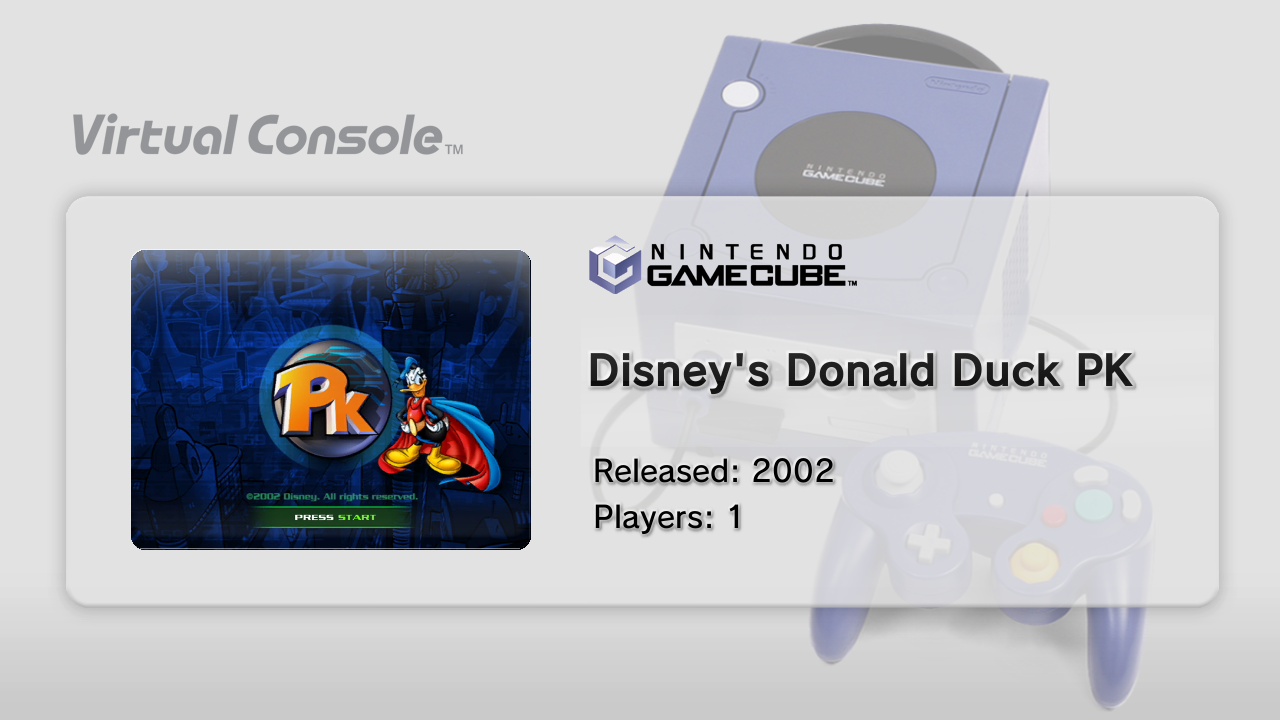 Virtual Console™
Nintendo
NINTENDO
GAMECUBE
NINTENDO
GAMECUBE™
PK
©2002 Disney. All rights reserved.
PRESS START
Disney's Donald Duck PK
Released: 2002
Players: 1
NINTENDO
GAMECUBE